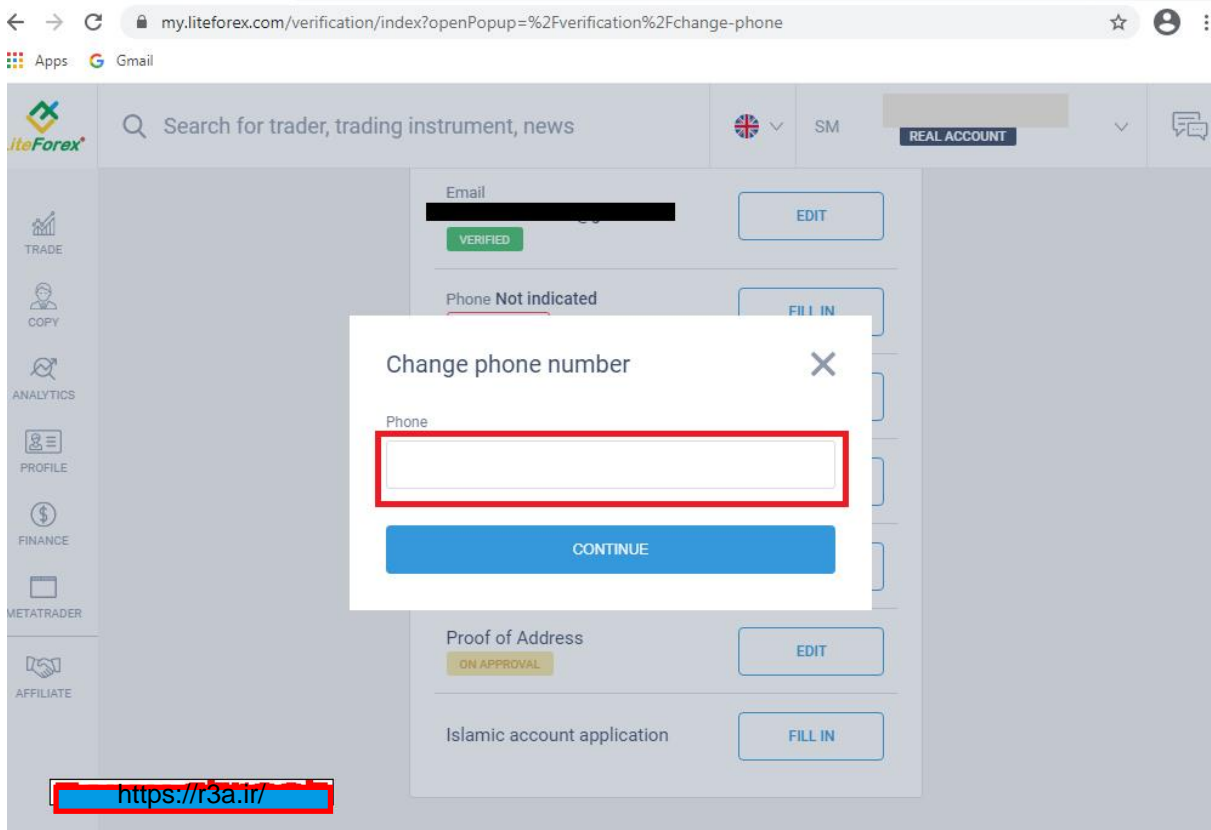 my.liteforex.com/verification/index?openPopup=%2Fverification%2Fchange-phone
Apps
Gmail
LiteForex
Search for trader, trading instrument, news
SM
REAL ACCOUNT
TRADE
COPY
ANALYTICS
PROFILE
FINANCE
METATRADER
AFFILIATE
Email
EDIT
VERIFIED
Phone Not indicated
FILL IN
Change phone number
Phone
CONTINUE
Proof of Address
EDIT
ON APPROVAL
Islamic account application
FILL IN
https://r3a.ir/